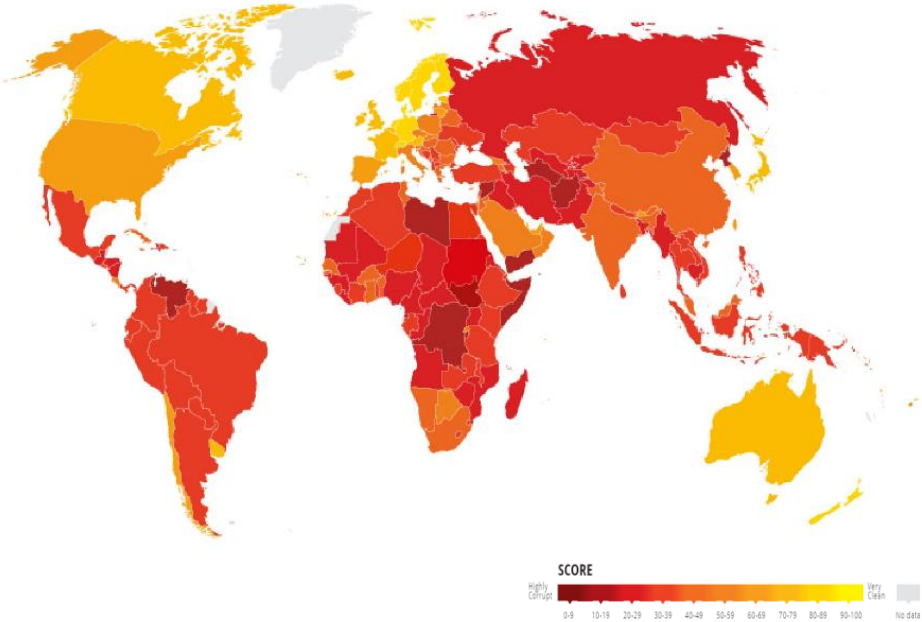 SCORE
Highly
Corrupt
Very
Clean
0-9 10-19 20-29 30-39 40-49 50-59 60-69 70-79 80-89 90-100 No data